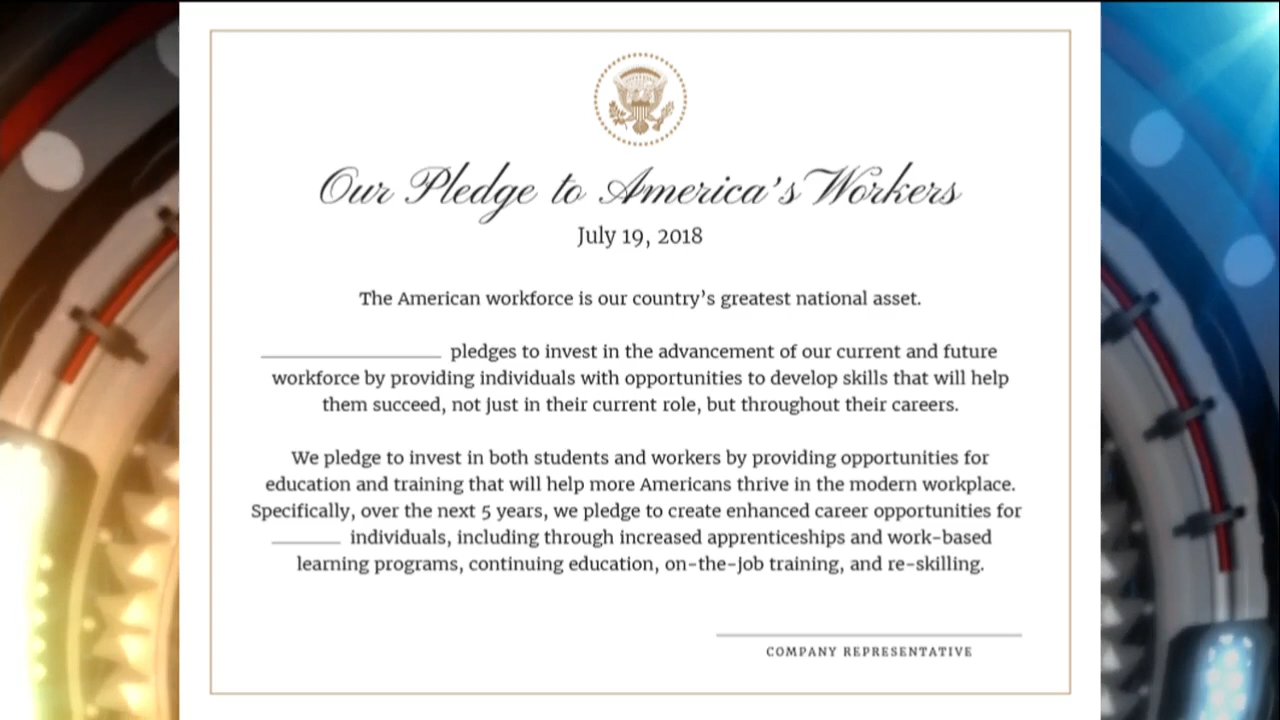 Our Pledge to America's Workers
July 19, 2018
The American workforce is our country's greatest national asset.
pledges to invest in the advancement of our current and future
workforce by providing individuals with opportunities to develop skills that will help
them succeed, not just in their current role, but throughout their careers.
We pledge to invest in both students and workers by providing opportunities for
education and training that will help more Americans thrive in the modern workplace.
Specifically, over the next 5 years, we pledge to create enhanced career opportunities for
individuals, including through increased apprenticeships and work-based
learning programs, continuing education, on-the-job training, and re-skilling.
COMPANY REPRESENTATIVE